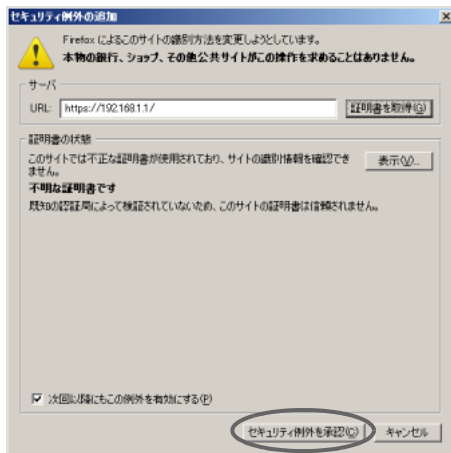 セキュリティ例外の追加
Firefox によるこのサイトの識別方法を変更しようとしています。
本物の銀行、ショップ、その他公共サイトがこの操作を求めることはありません。
サーバ
URL: https://192.168.1.1/ 証明書を取得(G)
証明書の状態
このサイトでは不正な証明書が使用されており、サイトの識別情報を確認でき 表示(V)...
ません。
不明な証明書です
既知の認証局によって検証されていないため、このサイトの証明書は信頼されません。
次回以降にもこの例外を有効にする(P)
セキュリティ例外を承認(C) キャンセル